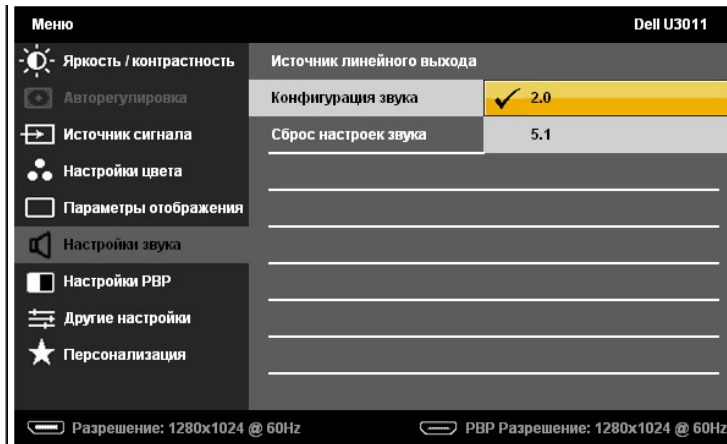 Меню Dell U3011
Яркость / контрастность Источник линейного выхода
Авторегулировка Конфигурация звука 2.0
Источник сигнала Сброс настроек звука 5.1
Настройки цвета
Параметры отображения
Настройки звука
Настройки PBP
Другие настройки
Персонализация
Разрешение: 1280x1024 @ 60Hz PBP Разрешение: 1280x1024 @ 60Hz